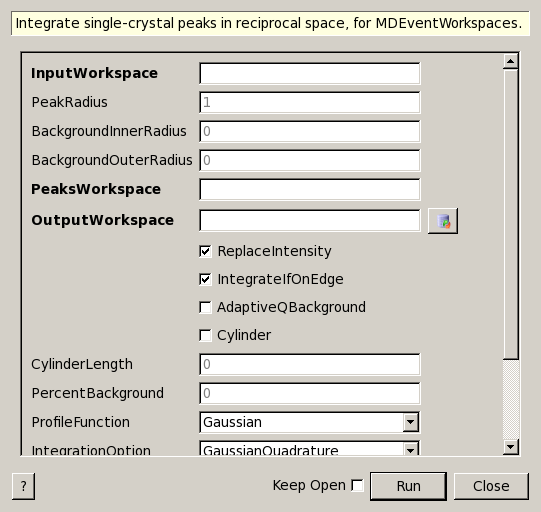 Integrate single-crystal peaks in reciprocal space, for MDEventWorkspaces.
InputWorkspace
PeakRadius 1
BackgroundInnerRadius 0
BackgroundOuterRadius 0
PeaksWorkspace
OutputWorkspace
ReplaceIntensity
IntegrateIfOnEdge
AdaptiveQBackground
Cylinder
CylinderLength 0
PercentBackground 0
ProfileFunction Gaussian
IntegrationOption GaussianQuadrature
? Keep Open Run Close